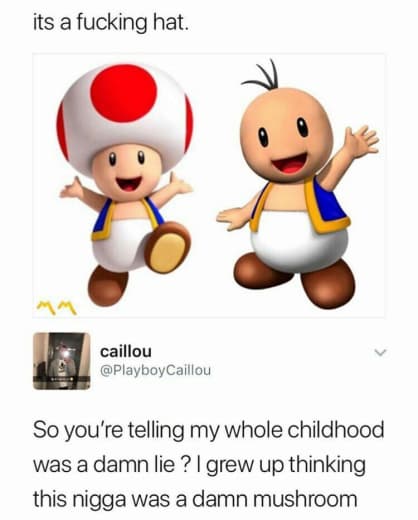 its a fucking hat.
caillou
@PlayboyCaillou
So you're telling my whole childhood
was a damn lie ? I grew up thinking
this nigga was a damn mushroom